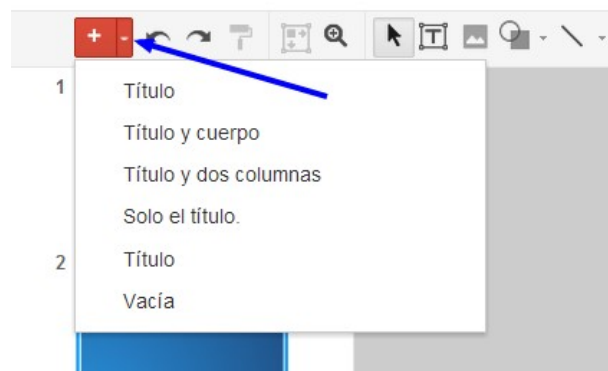 1
Título
Título y cuerpo
Título y dos columnas
Solo el título.
2
Título
Vacía